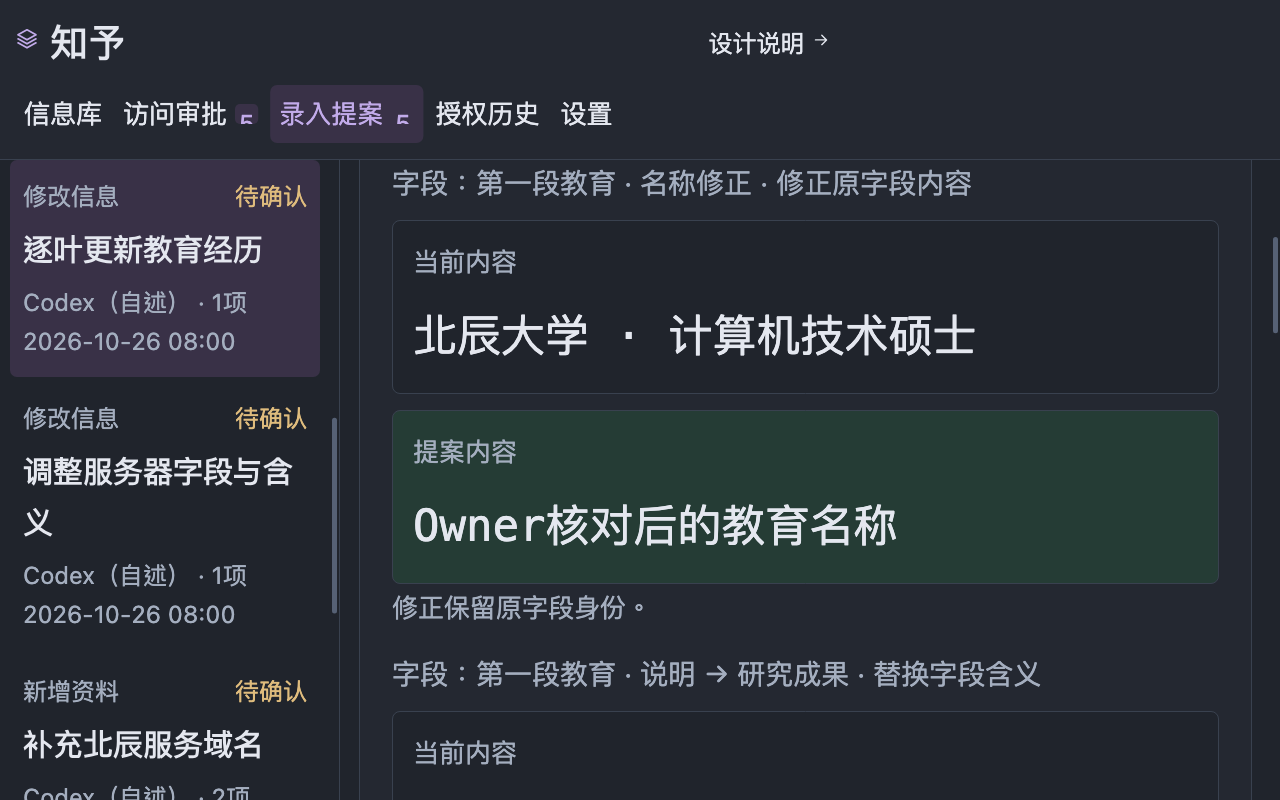 知予
设计说明 →
信息库 访问审批 5 录入提案 5 授权历史 设置
修改信息 待确认
逐叶更新教育经历
Codex（自述） · 1项
2026-10-26 08:00
修改信息 待确认
调整服务器字段与含
义
Codex（自述） · 1项
2026-10-26 08:00
新增资料 待确认
补充北辰服务域名
Codex（自述） · 2项
字段：第一段教育 · 名称修正 · 修正原字段内容
当前内容
北辰大学 · 计算机技术硕士
提案内容
Owner核对后的教育名称
修正保留原字段身份。
字段：第一段教育 · 说明 → 研究成果 · 替换字段含义
当前内容